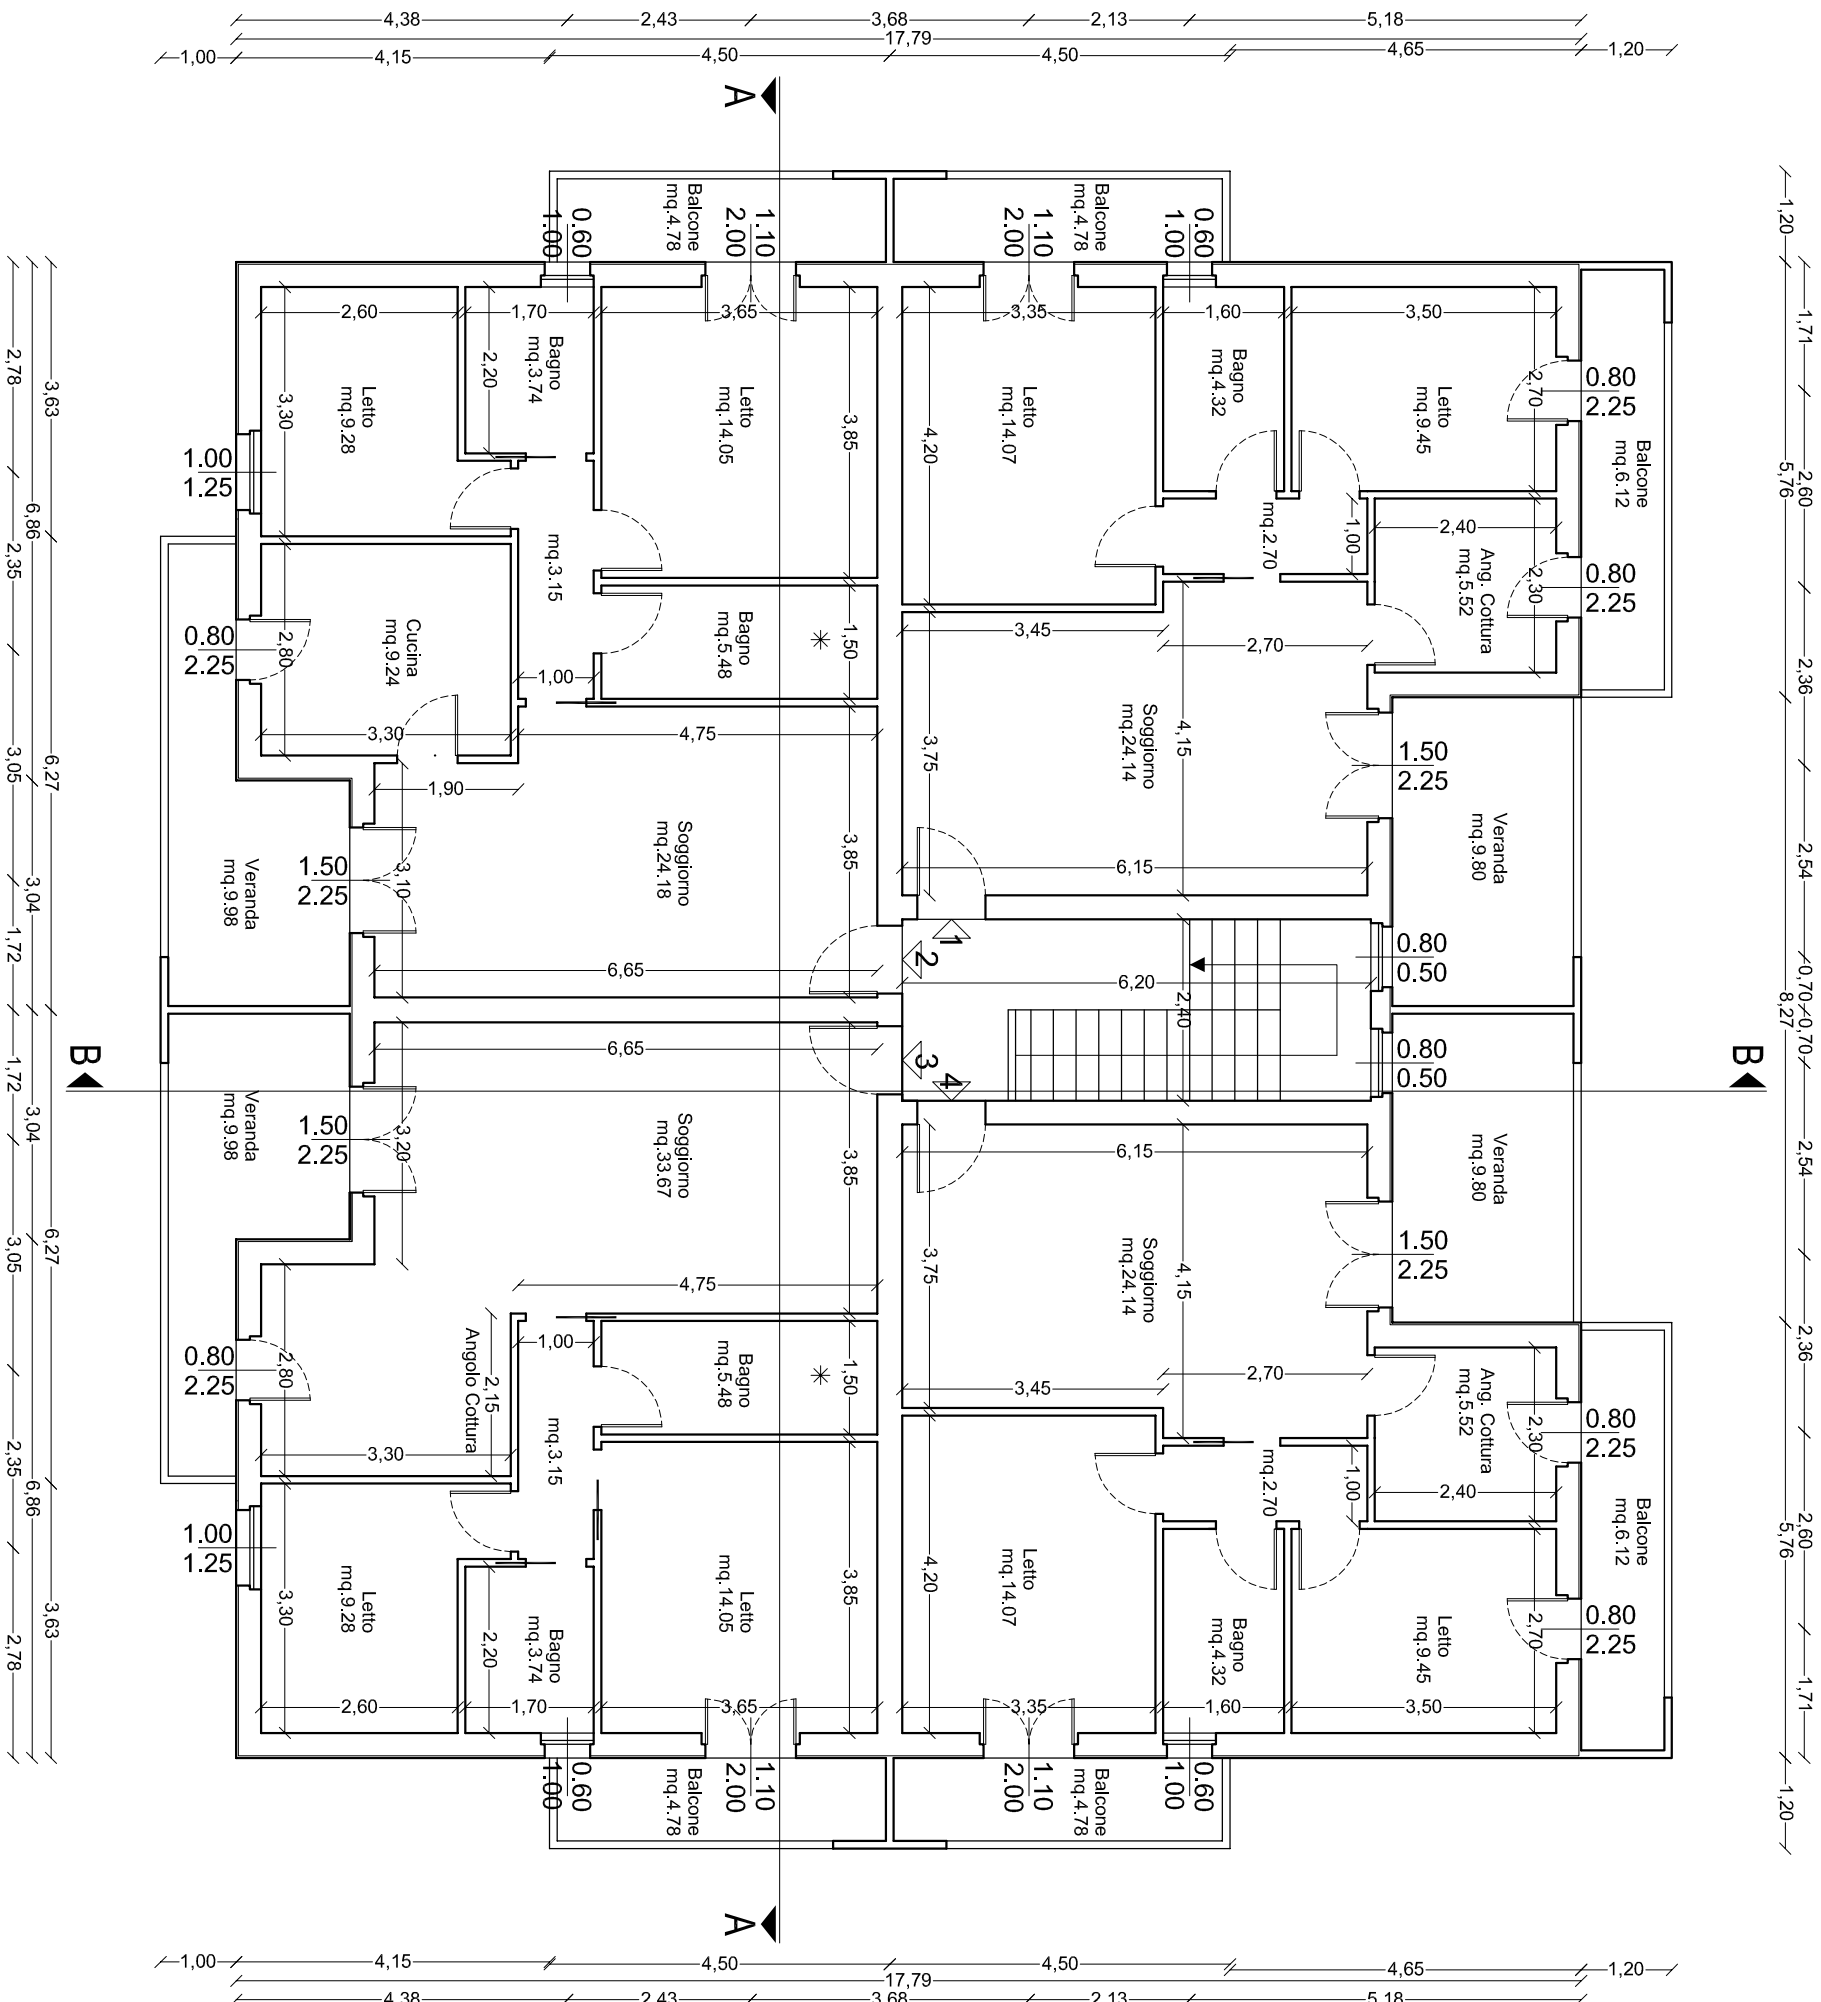 4,38 2,43 3,68 2,13 5,18
17,79
1,00 4,15 4,50 4,50 4,65 1,20
A
Balcone
mq.4.78
Balcone
mq.4.78
0.60
1.00
1.10
2.00
1.10
2.00
0.60
1.00
1,20
5,76
8,27
5,76
1,20
1,71
2,60
2,36
2,54
0,70
0,70
2,54
2,36
2,60
1,71
2,60 1,70 3,65 3,35 1,60 3,50
Letto
mq.9.28
3,30
Bagno
mq.3.74
2,20
Letto
mq.14.05
3,85
Letto
mq.14.07
4,20
Bagno
mq.4.32
Letto
mq.9.45
2,70
0.80
2.25
Balcone
mq.6.12
1.00
1.25
mq.3.15
mq.2.70
1,00
2,40
Ang. Cottura
mq.5.52
2,30
0.80
2.25
Cucina
mq.9.24
2,80
0.80
2.25
1,00
Bagno
mq.5.48
1,50
3,45 2,70
3,30 4,75
1,90
3,75
Soggiorno
mq.24.14
4,15
1.50
2.25
Veranda
mq.9.80
Veranda
mq.9.98
1.50
2.25
3,10
Soggiorno
mq.24.18
3,85
6,15
1
2
0.80
0.50
6,65
6,20
2,40
B
6,65
3
4
0.80
0.50
B
Veranda
mq.9.98
1.50
2.25
3,20
Soggiorno
mq.33.67
3,85
6,15
Soggiorno
mq.24.14
3,75
4,15
1.50
2.25
Veranda
mq.9.80
4,75
1,00
Angolo Cottura
2,15
2,80
0.80
2.25
3,30
Bagno
mq.5.48
1,50
3,45 2,70
mq.3.15
mq.2.70
1,00
2,40
Ang. Cottura
mq.5.52
2,30
0.80
2.25
Balcone
mq.6.12
1.00
1.25
Letto
mq.9.28
3,30
Bagno
mq.3.74
2,20
Letto
mq.14.05
3,85
Letto
mq.14.07
4,20
Bagno
mq.4.32
Letto
mq.9.45
2,70
0.80
2.25
2,60 1,70 3,65 3,35 1,60 3,50
0.60
1.00
1.10
2.00
Balcone
mq.4.78
1.10
2.00
Balcone
mq.4.78
0.60
1.00
A
3,63
6,27
6,27
3,63
6,86
3,04
3,04
6,86
2,78
2,35
3,05
1,72
1,72
3,05
2,35
2,78
1,00 4,15 4,50 4,50 4,65 1,20
17,79
4,38 2,43 3,68 2,13 5,18